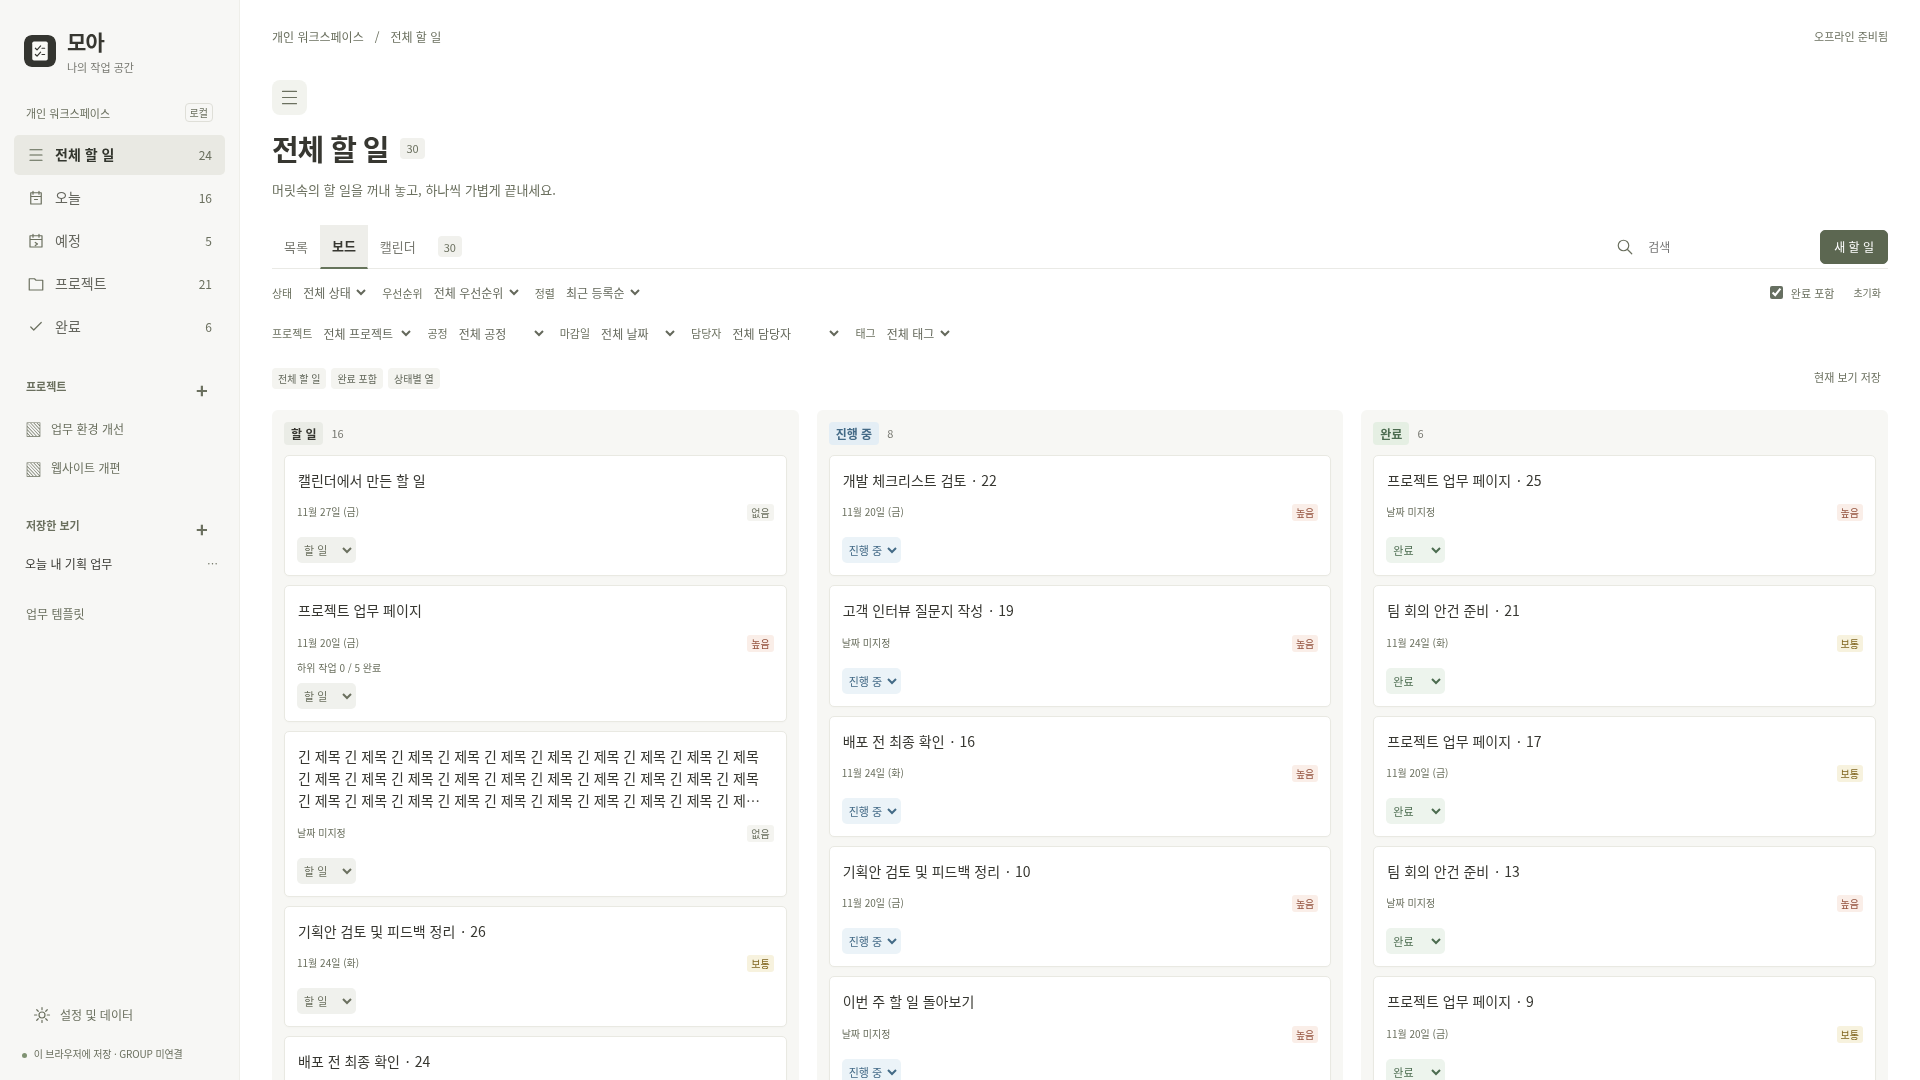 모아
나의 작업 공간
개인 워크스페이스 로컬
전체 할 일 24
오늘 16
예정 5
프로젝트 21
완료 6
프로젝트 +
업무 환경 개선
웹사이트 개편
저장한 보기 +
오늘 내 기획 업무 ···
업무 템플릿
설정 및 데이터
이 브라우저에 저장 · GROUP 미연결
개인 워크스페이스 / 전체 할 일
오프라인 준비됨
전체 할 일 30
머릿속의 할 일을 꺼내 놓고, 하나씩 가볍게 끝내세요.
목록 보드 캘린더 30 검색 새 할 일
상태 전체 상태 우선순위 전체 우선순위 정렬 최근 등록순 완료 포함 초기화
프로젝트 전체 프로젝트 공정 전체 공정 마감일 전체 날짜 담당자 전체 담당자 태그 전체 태그
전체 할 일 완료 포함 상태별 열 현재 보기 저장
할 일 16
캘린더에서 만든 할 일
11월 27일 (금) 없음
할 일
프로젝트 업무 페이지
11월 20일 (금) 높음
하위 작업 0 / 5 완료
할 일
긴 제목 긴 제목 긴 제목 긴 제목 긴 제목 긴 제목 긴 제목 긴 제목 긴 제목 긴 제목
긴 제목 긴 제목 긴 제목 긴 제목 긴 제목 긴 제목 긴 제목 긴 제목 긴 제목 긴 제목
긴 제목 긴 제목 긴 제목 긴 제목 긴 제목 긴 제목 긴 제목 긴 제목 긴 제목 긴 제…
날짜 미지정 없음
할 일
기획안 검토 및 피드백 정리 · 26
11월 24일 (화) 보통
할 일
배포 전 최종 확인 · 24
진행 중 8
개발 체크리스트 검토 · 22
11월 20일 (금) 높음
진행 중
고객 인터뷰 질문지 작성 · 19
날짜 미지정 높음
진행 중
배포 전 최종 확인 · 16
11월 24일 (화) 높음
진행 중
기획안 검토 및 피드백 정리 · 10
11월 20일 (금) 높음
진행 중
이번 주 할 일 돌아보기
날짜 미지정 높음
진행 중
완료 6
프로젝트 업무 페이지 · 25
날짜 미지정 높음
완료
팀 회의 안건 준비 · 21
11월 24일 (화) 보통
완료
프로젝트 업무 페이지 · 17
11월 20일 (금) 보통
완료
팀 회의 안건 준비 · 13
날짜 미지정 높음
완료
프로젝트 업무 페이지 · 9
11월 20일 (금) 보통
완료